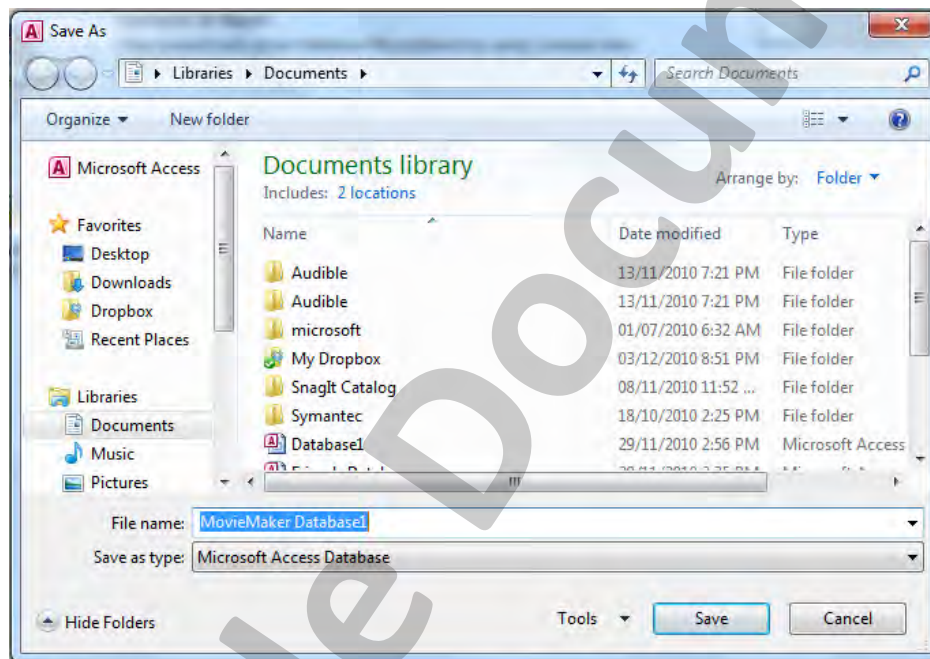 Save As
Libraries Documents
Search Documents
Organize New folder
Microsoft Access
Favorites
Desktop
Downloads
Dropbox
Recent Places
Libraries
Documents
Music
Pictures
Documents library
Includes: 2 locations
Arrange by: Folder
Name Date modified Type
Audible 13/11/2010 7:21 PM File folder
Audible 13/11/2010 7:21 PM File folder
microsoft 01/07/2010 6:32 AM File folder
My Dropbox 03/12/2010 8:51 PM File folder
SnagIt Catalog 08/11/2010 11:52 ... File folder
Symantec 18/10/2010 2:25 PM File folder
Database1 29/11/2010 2:56 PM Microsoft Access
File name: MovieMaker Database1
Save as type: Microsoft Access Database
Hide Folders Tools Save Cancel